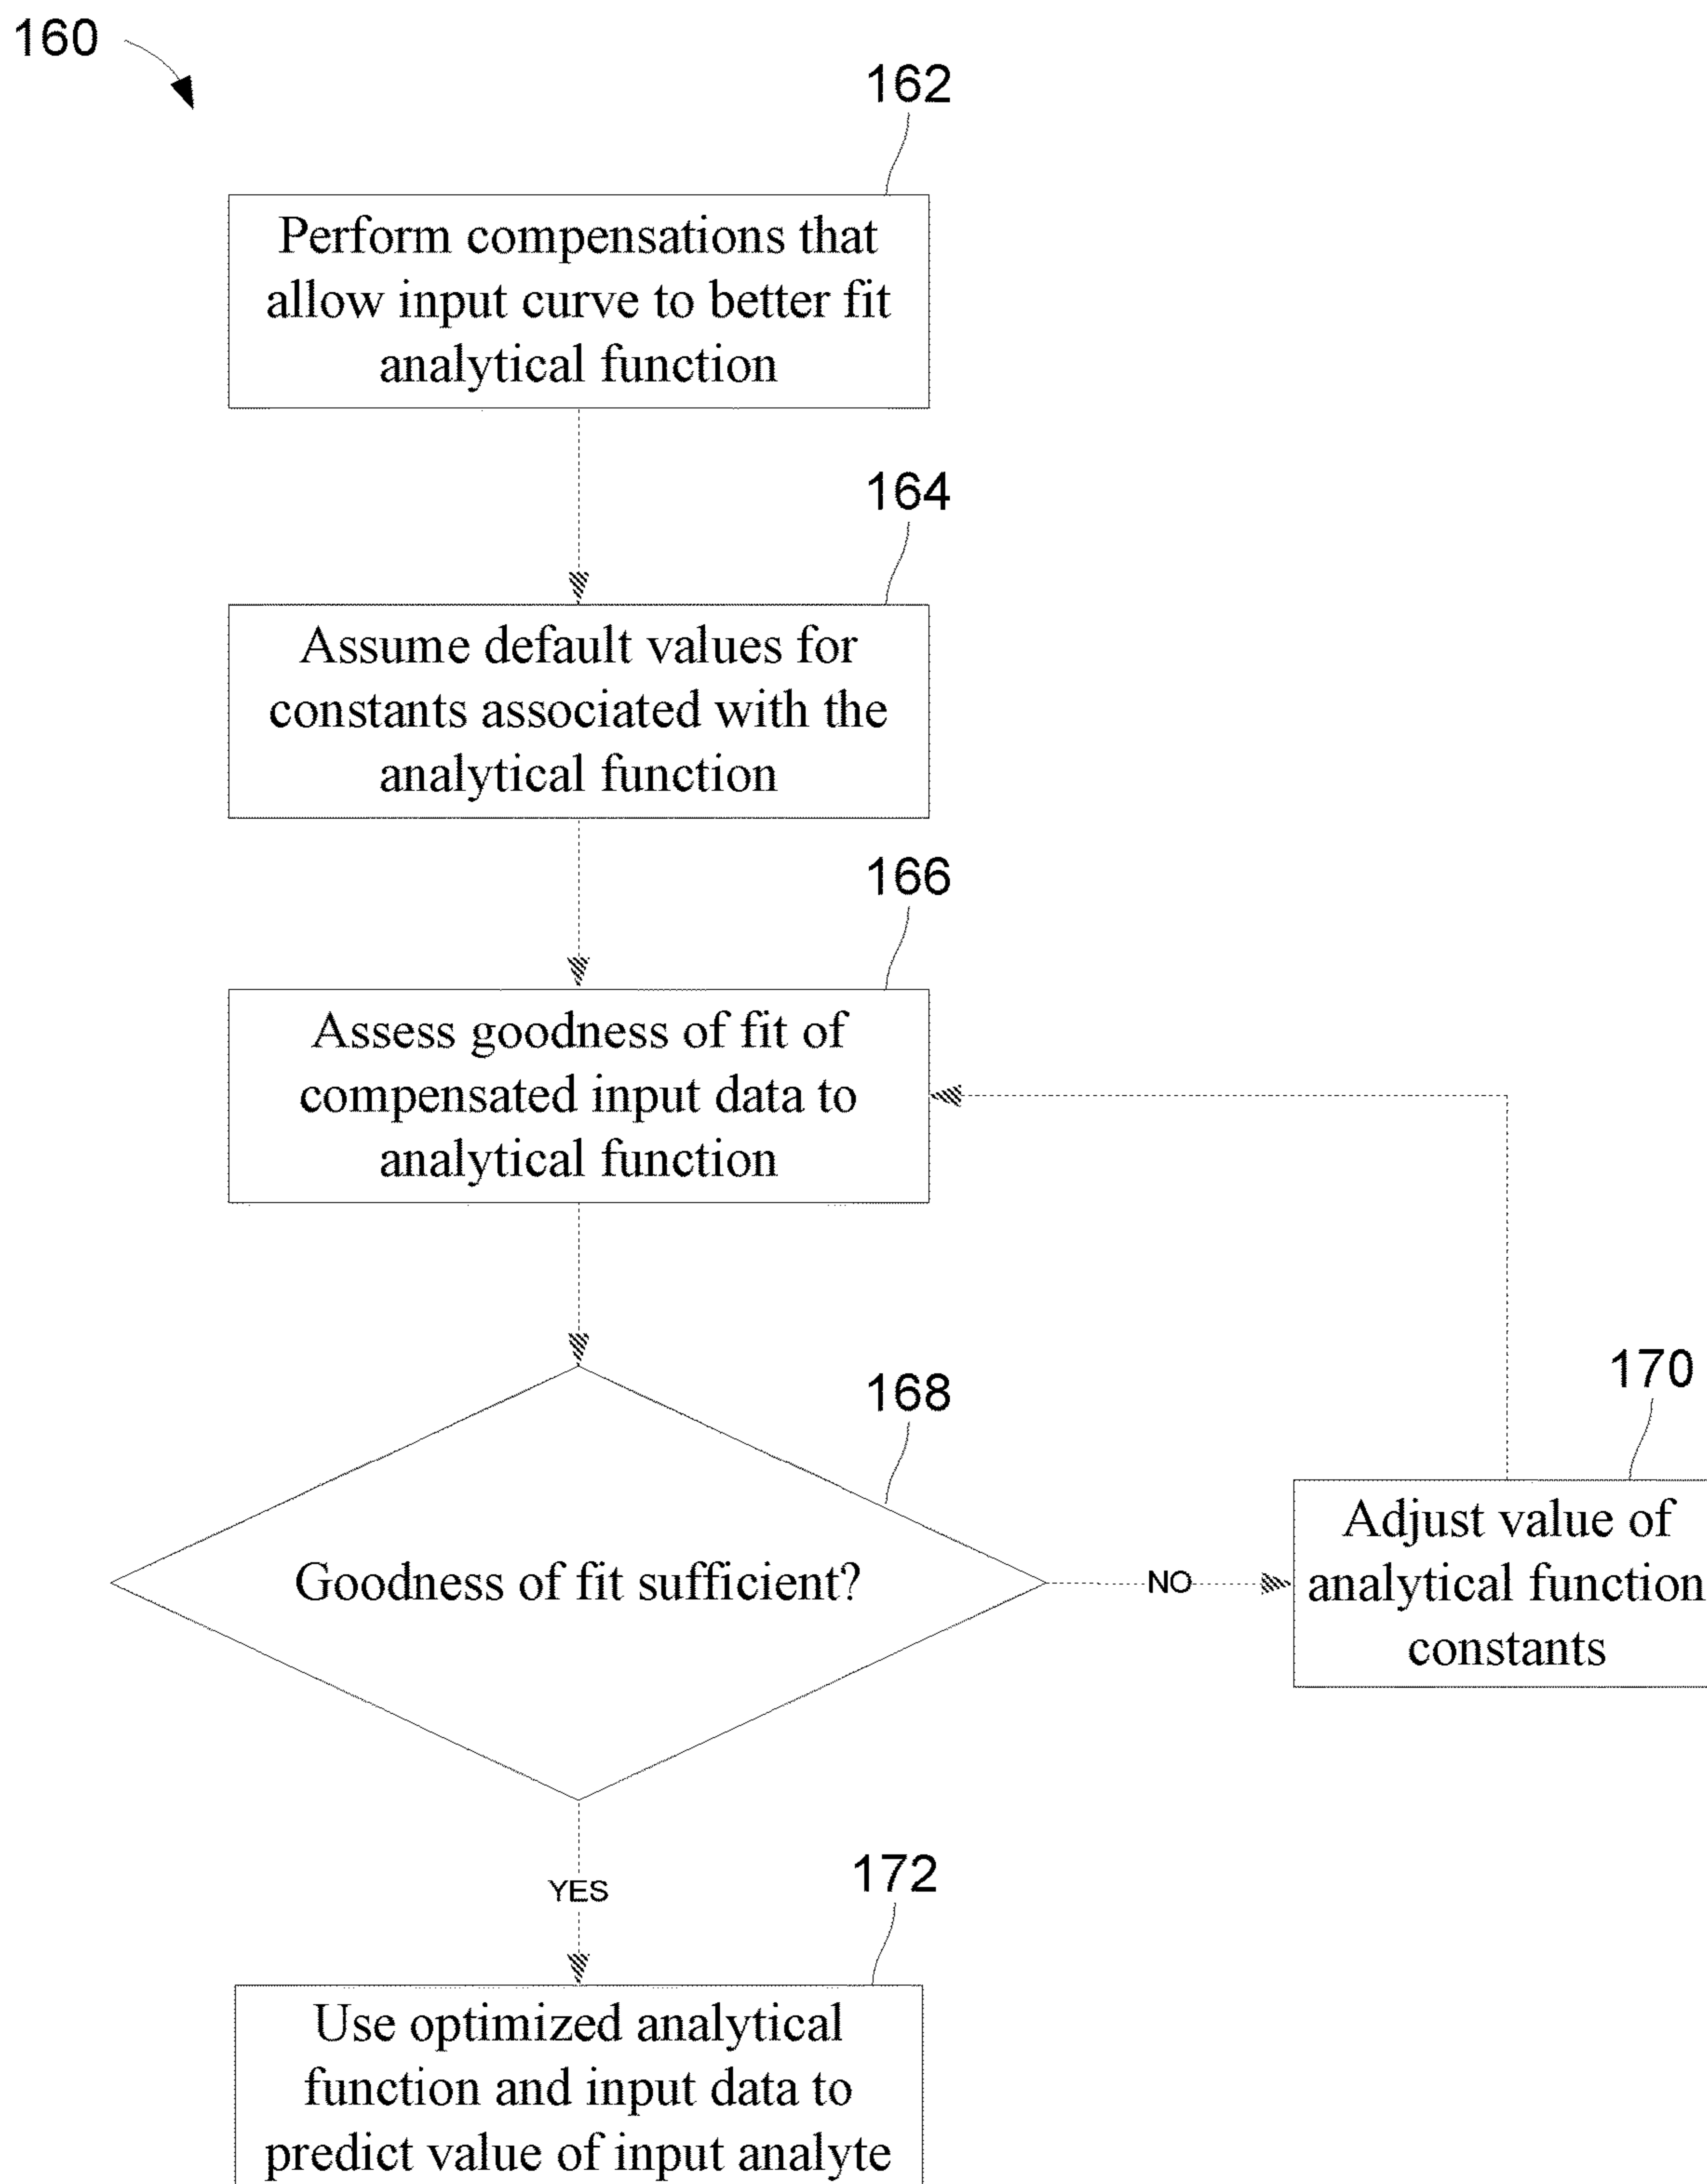 160
162
Perform compensations that
allow input curve to better fit
analytical function
164
Assume default values for
constants associated with the
analytical function
166
Assess goodness of fit of
compensated input data to
analytical function
168
Goodness of fit sufficient?
NO
170
Adjust value of
analytical function
constants
YES
172
Use optimized analytical
function and input data to
predict value of input analyte